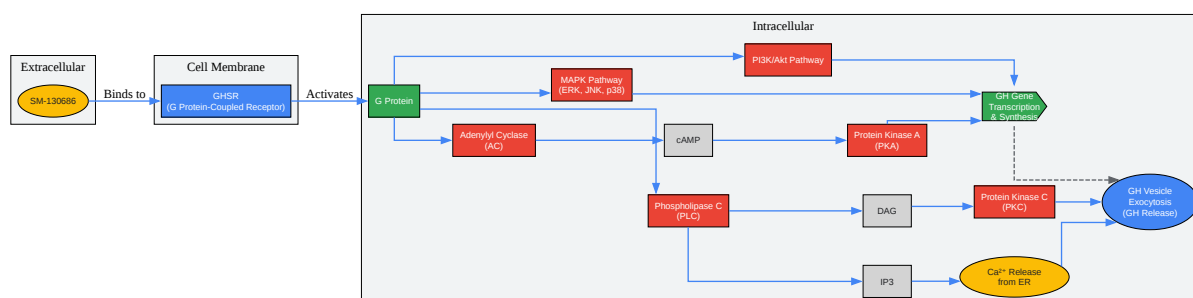 Intracellular
Extracellular
SM-130686
Binds to
Cell Membrane
GHSR
(G Protein-Coupled Receptor)
Activates
G Protein
PI3K/Akt Pathway
MAPK Pathway
(ERK, JNK, p38)
GH Gene
Transcription
& Synthesis
Adenylyl Cyclase
(AC)
cAMP
Protein Kinase A
(PKA)
Phospholipase C
(PLC)
DAG
Protein Kinase C
(PKC)
GH Vesicle
Exocytosis
(GH Release)
IP3
Ca²⁺ Release
from ER